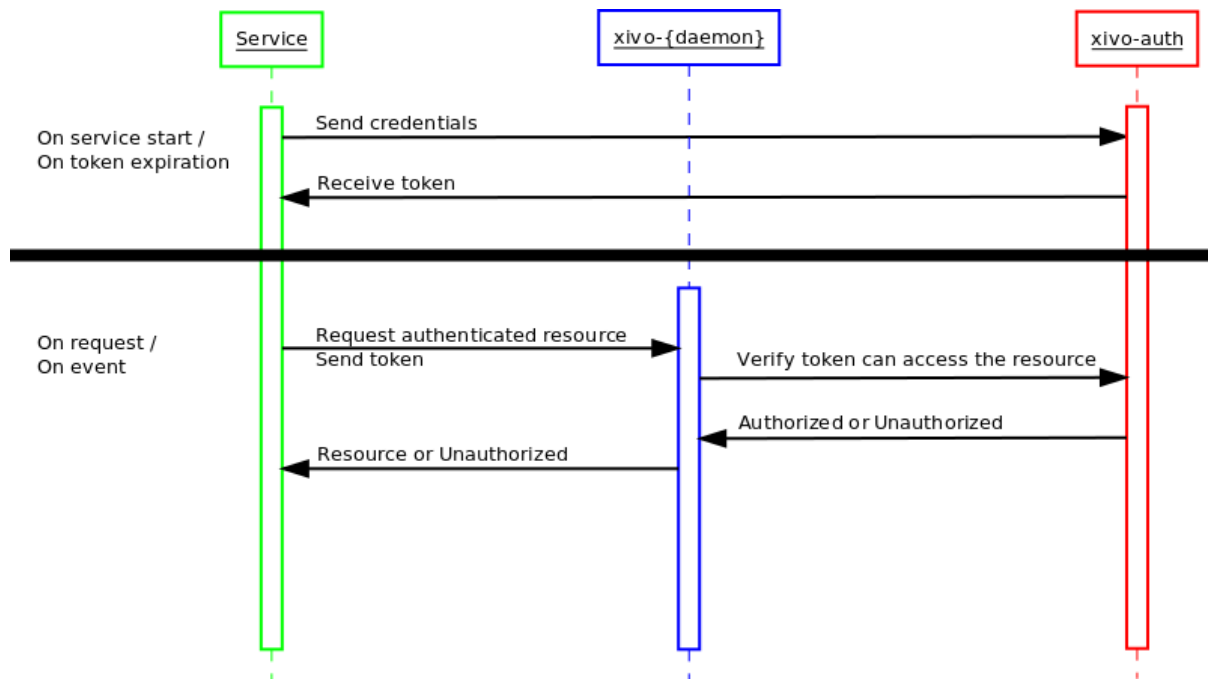 Service
xivo-{daemon}
xivo-auth
On service start /
On token expiration
Send credentials
Receive token
On request /
On event
Request authenticated resource
Send token
Verify token can access the resource
Authorized or Unauthorized
Resource or Unauthorized